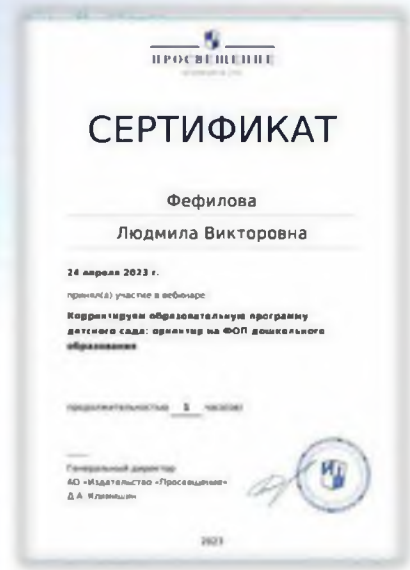 ПРОСВЕЩЕНИЕ
СЕРТИФИКАТ
Фефилова
Людмила Викторовна
24 апреля 2023 г.
принял(а) участие в вебинаре
Корректируем образовательную программу
детского сада: ориентир на ФОП дошкольного
образования
продолжительностью 1 час(ов)
Генеральный директор
АО «Издательство «Просвещение»
Д.А. Климишин
2023